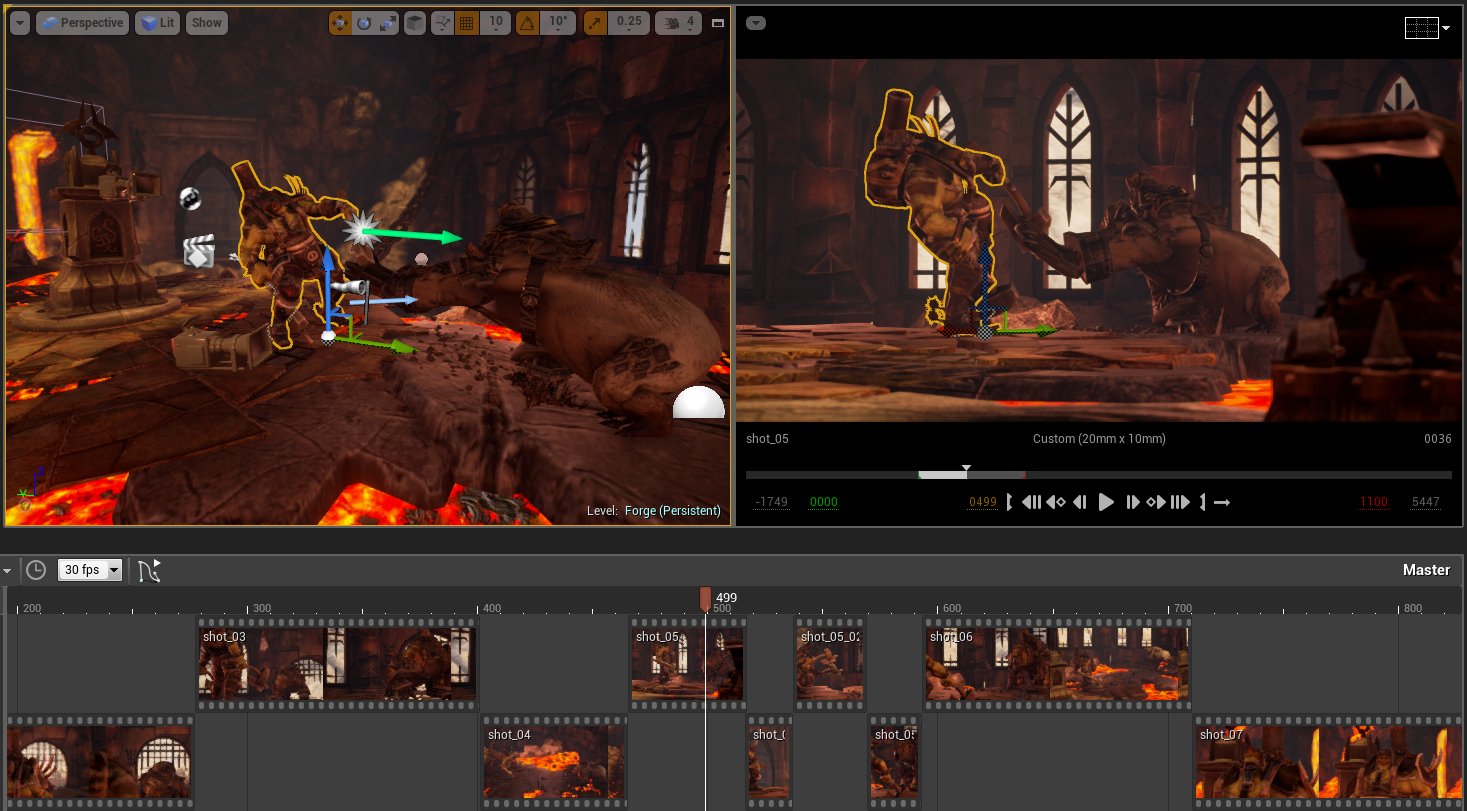 Perspective Lit Show 10 10° 0.25 4
Level: Forge (Persistent)
shot_05 Custom (20mm x 10mm) 0036
-1749 0000 0499 1100 5447
30 fps Master
499
200 300 400 500 600 700 800
shot_03 shot_05 shot_05_02 shot_06
shot_04 shot_( shot_05 shot_07